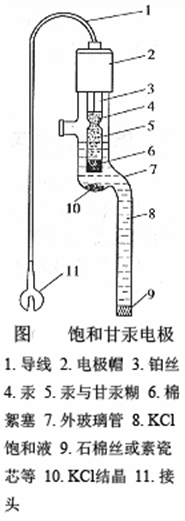 1
2
3
4
5
6
7
8
9
10
11
图 饱和甘汞电极
1. 导线 2. 电极帽 3. 铂丝
4. 汞 5. 汞与甘汞糊 6. 棉
絮塞 7. 外玻璃管 8. KCl
饱和液 9. 石棉丝或素瓷
芯等 10. KCl结晶 11. 接
头